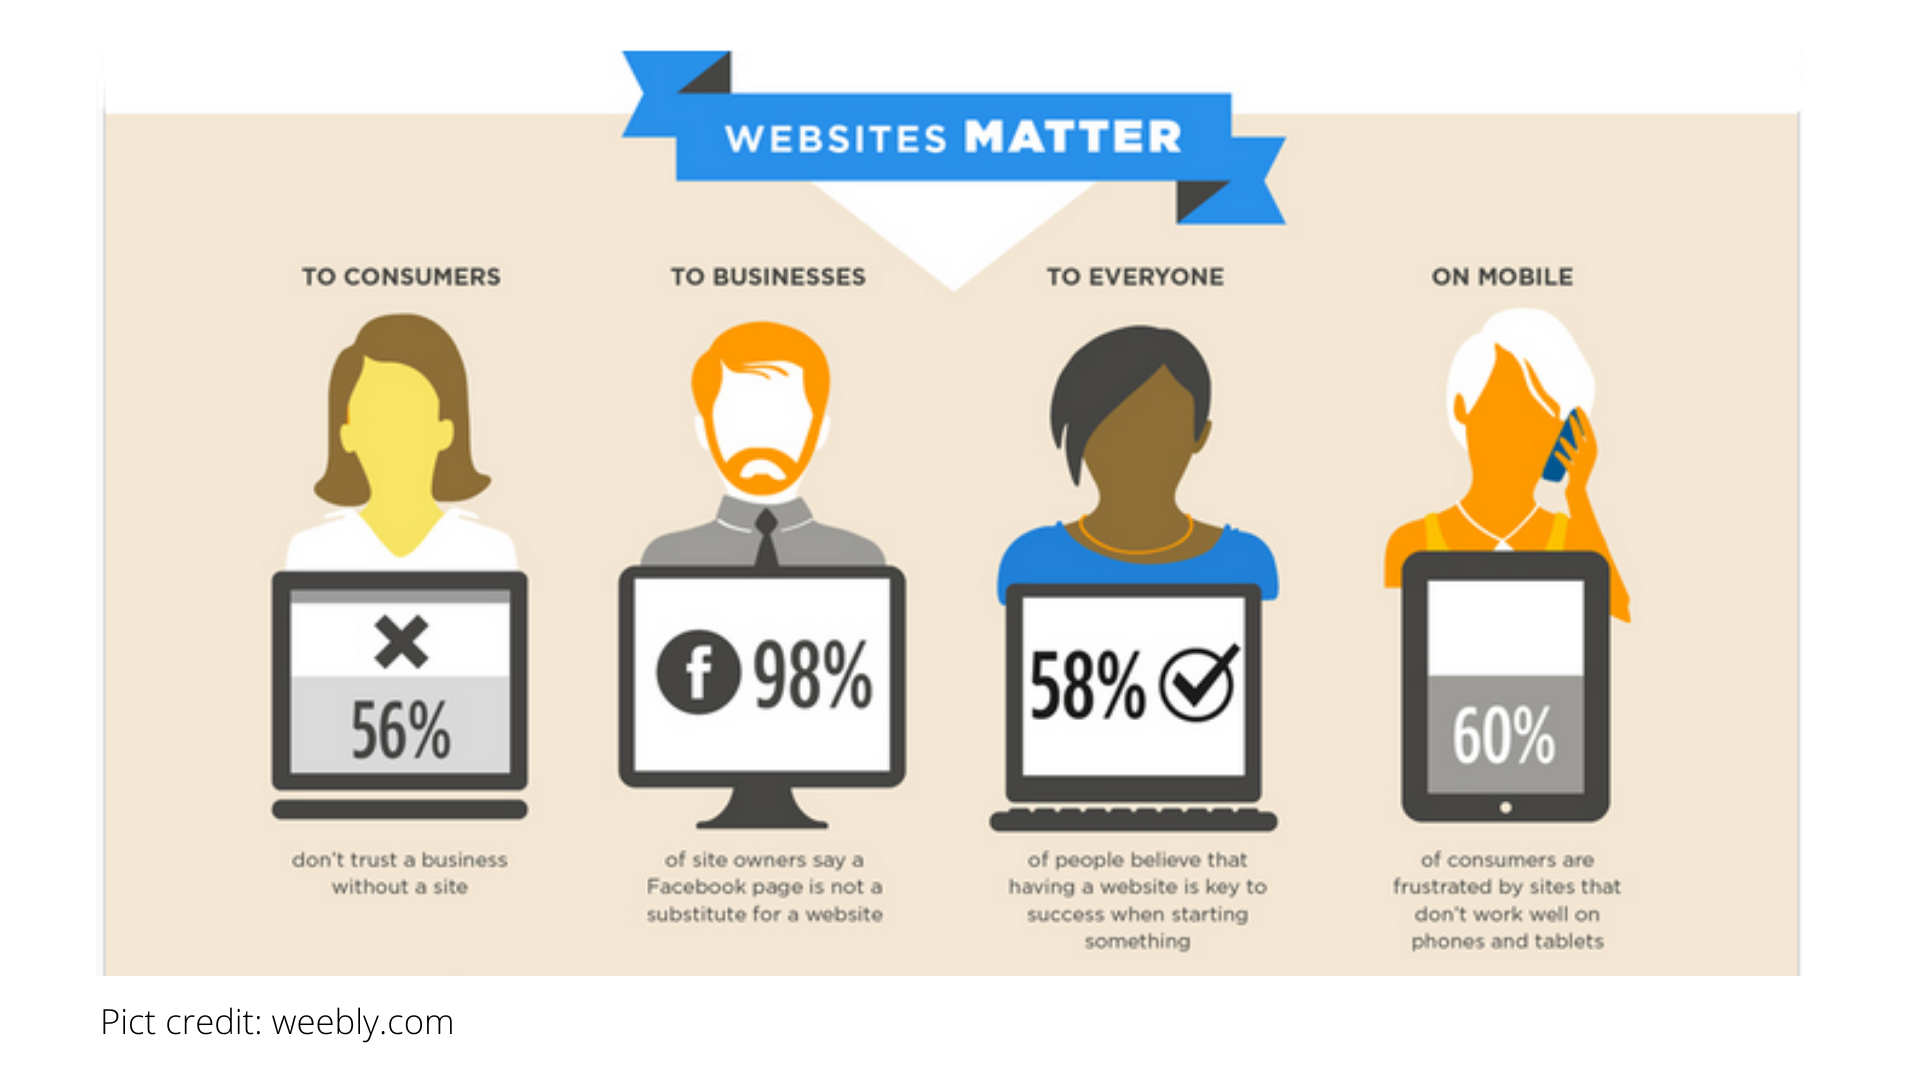 WEBSITES MATTER
TO CONSUMERS
56%
don't trust a business
without a site
TO BUSINESSES
f 98%
of site owners say a
Facebook page is not a
substitute for a website
TO EVERYONE
58%
of people believe that
having a website is key to
success when starting
something
ON MOBILE
60%
of consumers are
frustrated by sites that
don't work well on
phones and tablets
Pict credit: weebly.com